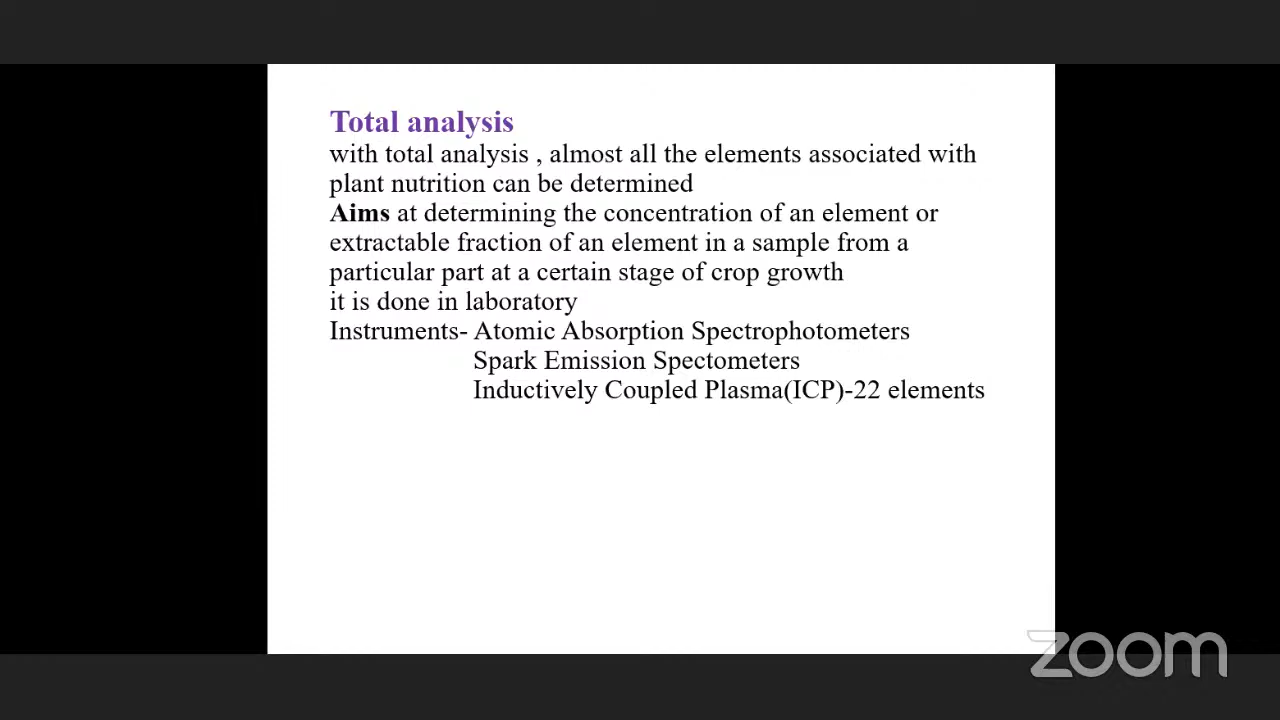 Total analysis
with total analysis , almost all the elements associated with
plant nutrition can be determined
Aims at determining the concentration of an element or
extractable fraction of an element in a sample from a
particular part at a certain stage of crop growth
it is done in laboratory
Instruments- Atomic Absorption Spectrophotometers
Spark Emission Spectometers
Inductively Coupled Plasma(ICP)-22 elements
zoom